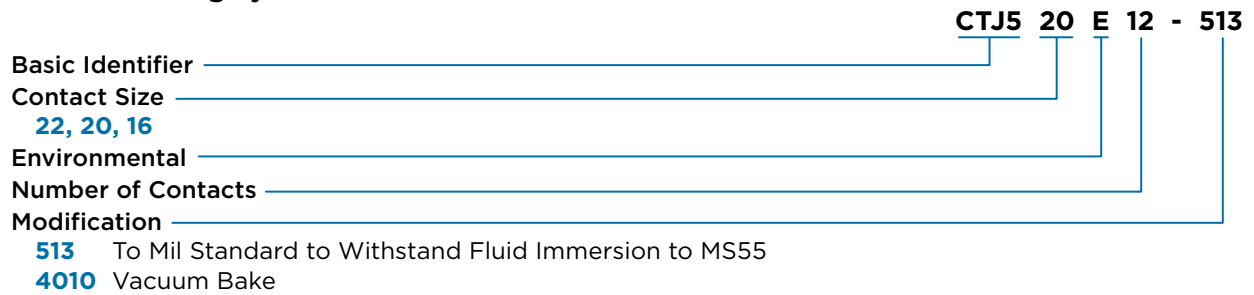 CTJ5 20 E 12 - 513
Basic Identifier
Contact Size
22, 20, 16
Environmental
Number of Contacts
Modification
513 To Mil Standard to Withstand Fluid Immersion to MS55
4010 Vacuum Bake